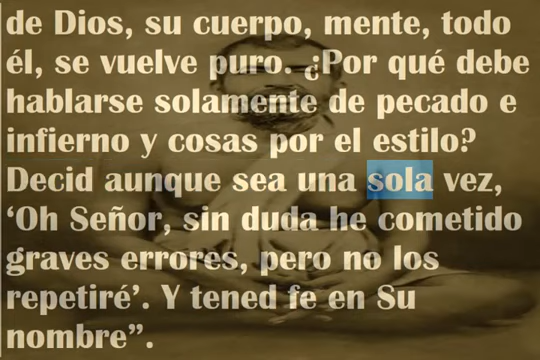 de Dios, su cuerpo, mente, todo
él, se vuelve puro. ¿Por qué debe
hablarse solamente de pecado e
infierno y cosas por el estilo?
Decid aunque sea una sola vez,
‘Oh Señor, sin duda he cometido
graves errores, pero no los
repetiré’. Y tened fe en Su
nombre”.